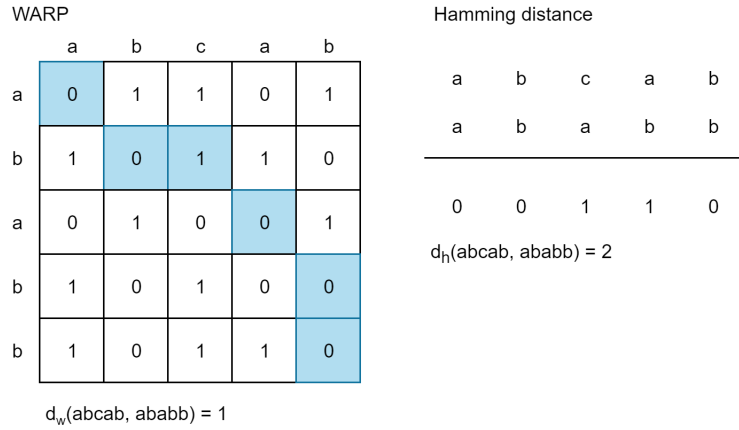 WARP
a b c a b
a 0 1 1 0 1
b 1 0 1 1 0
a 0 1 0 0 1
b 1 0 1 0 0
b 1 0 1 1 0
d_w(abcab, ababb) = 1
Hamming distance
a b c a b
a b a b b
0 0 1 1 0
d_h(abcab, ababb) = 2